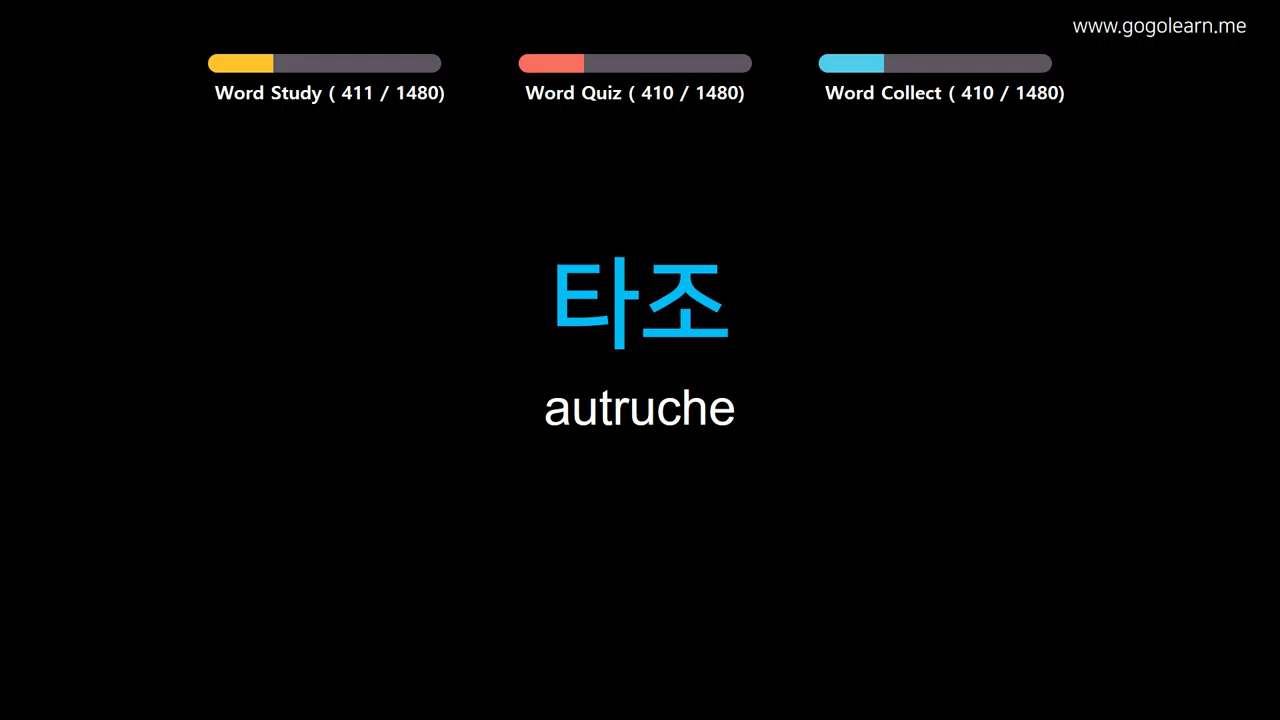 www.gogolearn.me
Word Study ( 411 / 1480)
Word Quiz ( 410 / 1480)
Word Collect ( 410 / 1480)
타조
autruche